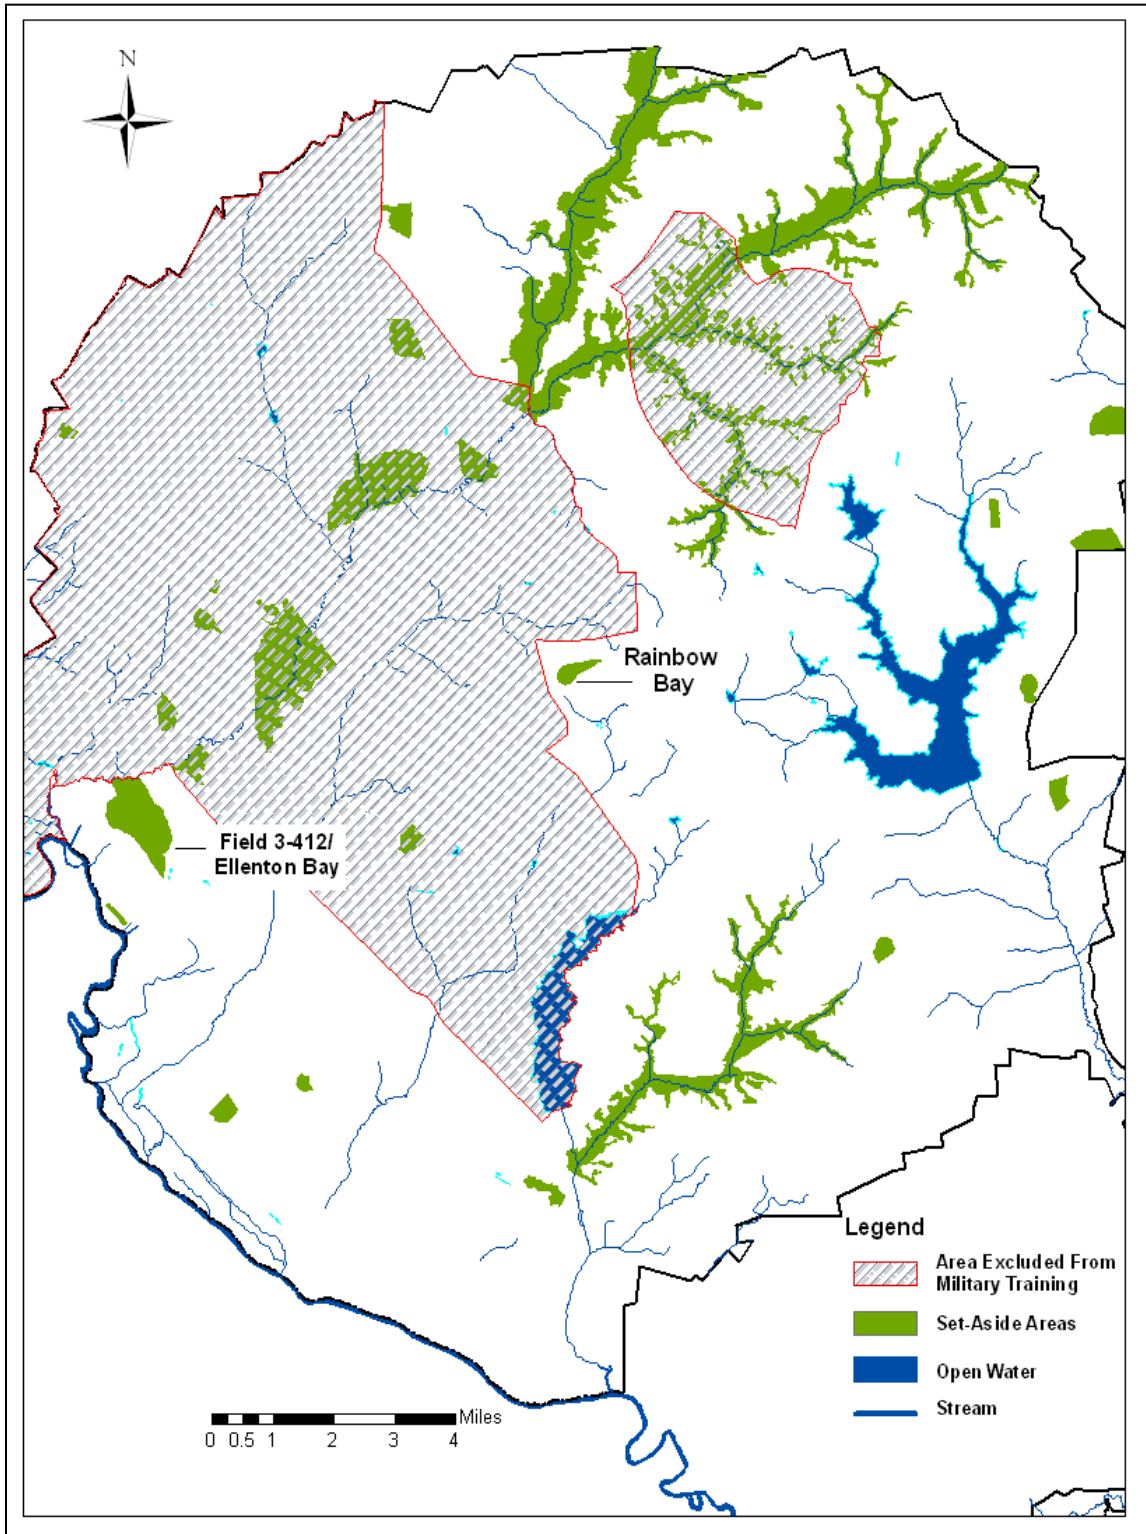 N
Rainbow
Bay
Field 3-412/
Ellenton Bay
Legend
Area Excluded From
Military Training
Set-Aside Areas
Open Water
Stream
Miles
0 0.5 1 2 3 4